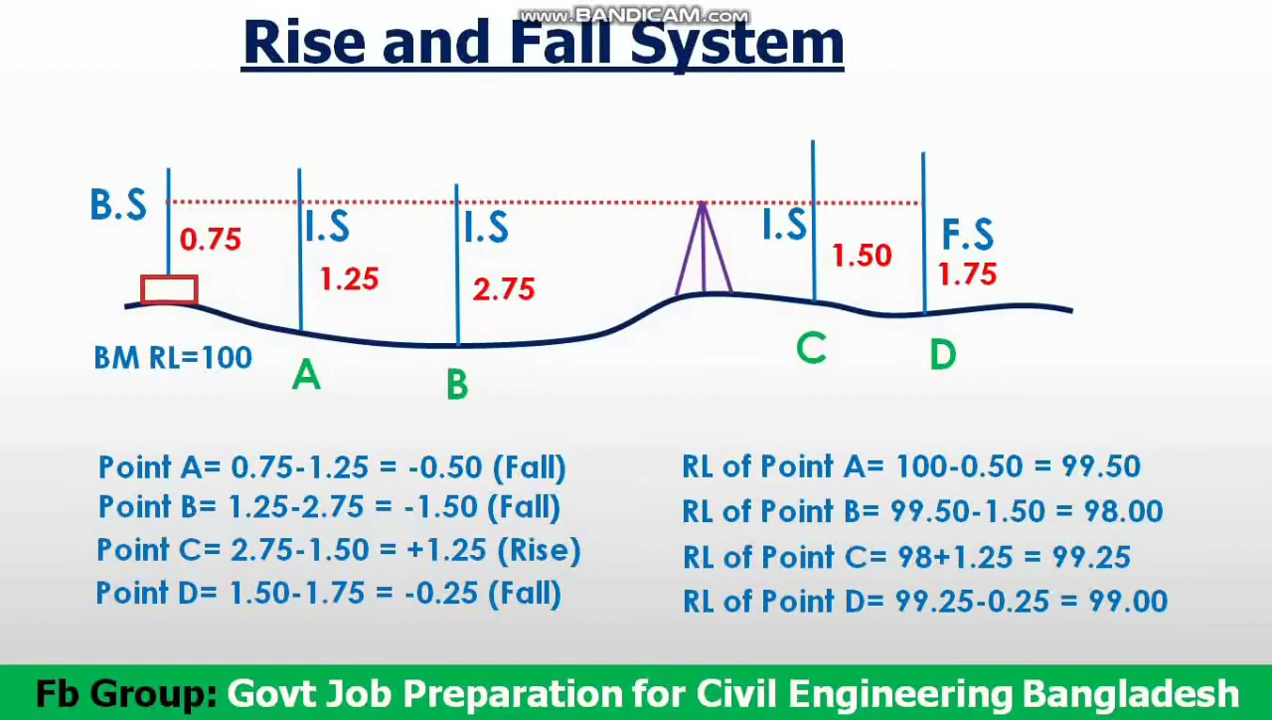 www.BANDICAM.com
Rise and Fall System
B.S
0.75
I.S
1.25
I.S
2.75
I.S
1.50
F.S
1.75
BM RL=100
A
B
C
D
Point A= 0.75-1.25 = -0.50 (Fall)
Point B= 1.25-2.75 = -1.50 (Fall)
Point C= 2.75-1.50 = +1.25 (Rise)
Point D= 1.50-1.75 = -0.25 (Fall)
RL of Point A= 100-0.50 = 99.50
RL of Point B= 99.50-1.50 = 98.00
RL of Point C= 98+1.25 = 99.25
RL of Point D= 99.25-0.25 = 99.00
Fb Group: Govt Job Preparation for Civil Engineering Bangladesh